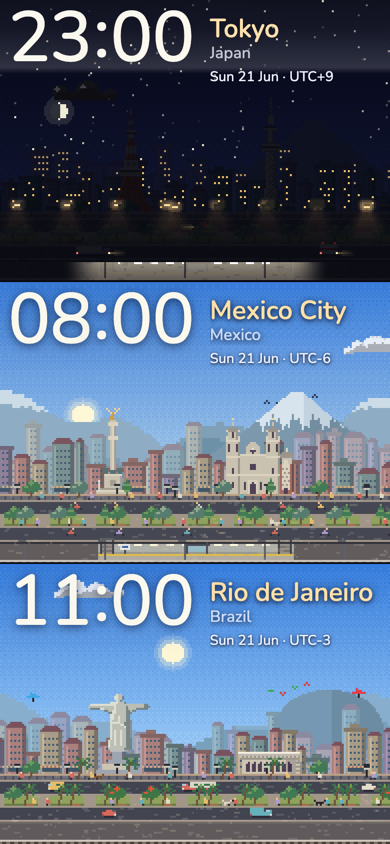 23:00
Tokyo
Japan
Sun 21 Jun · UTC+9
08:00
Mexico City
Mexico
Sun 21 Jun · UTC-6
11:00
Rio de Janeiro
Brazil
Sun 21 Jun · UTC-3